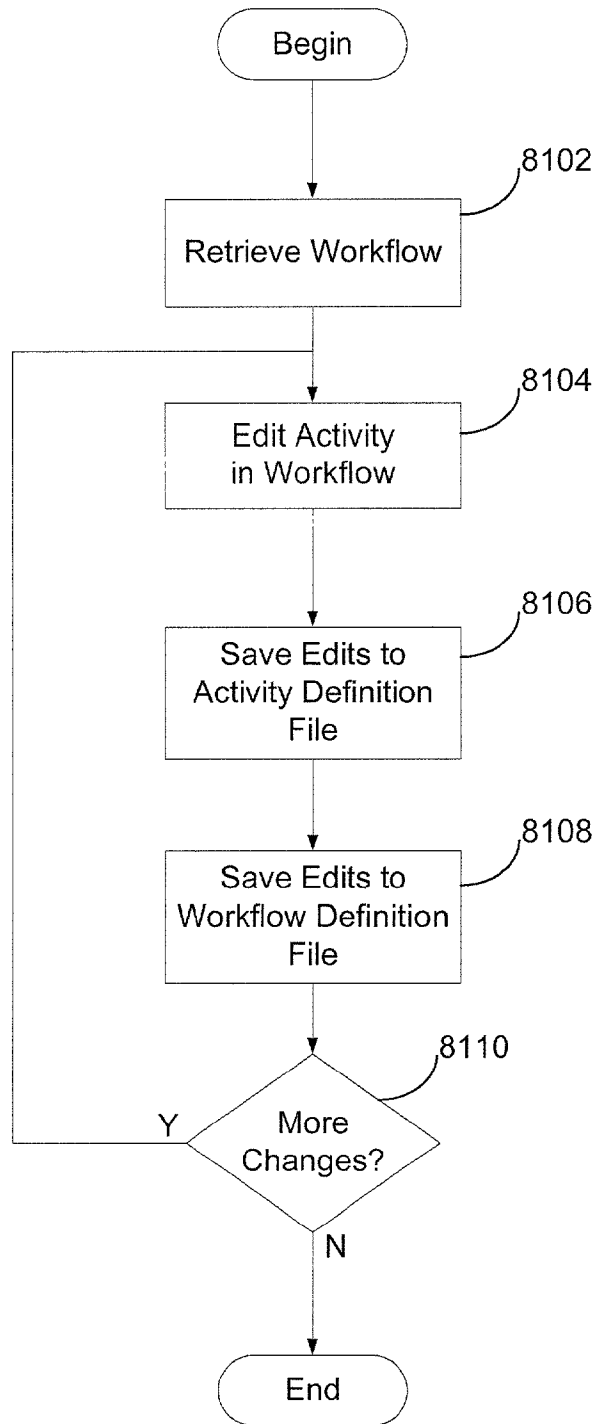 Begin
8102
Retrieve Workflow
8104
Edit Activity
in Workflow
8106
Save Edits to
Activity Definition
File
8108
Save Edits to
Workflow Definition
File
8110
More
Changes?
Y
N
End